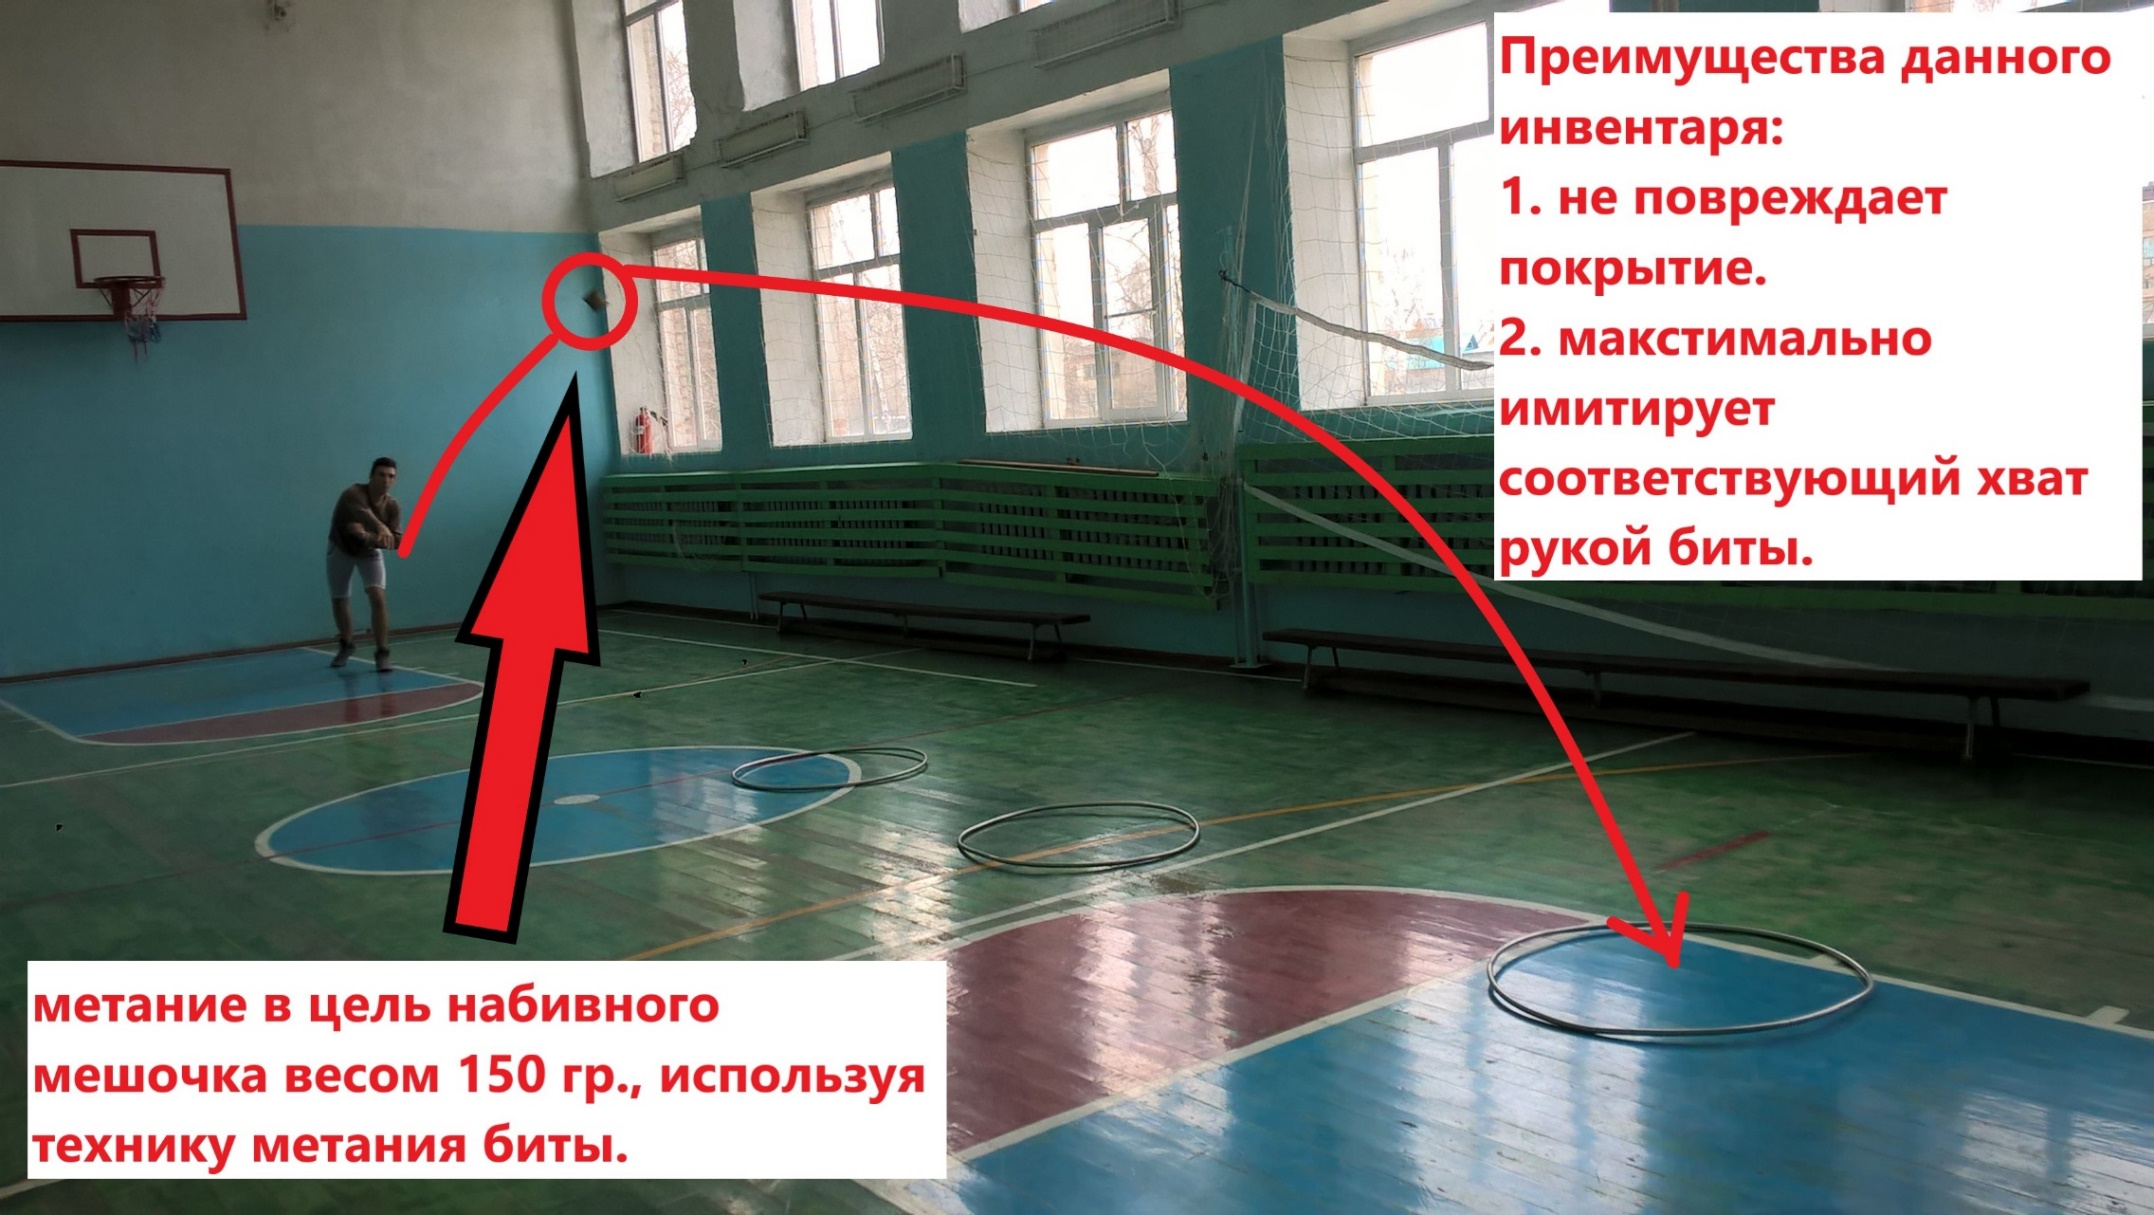 Преимущества данного
инвентаря:
1. не повреждает
покрытие.
2. макстимально
имитирует
соответствующий хват
рукой биты.
метание в цель набивного
мешочка весом 150 гр., используя
технику метания биты.